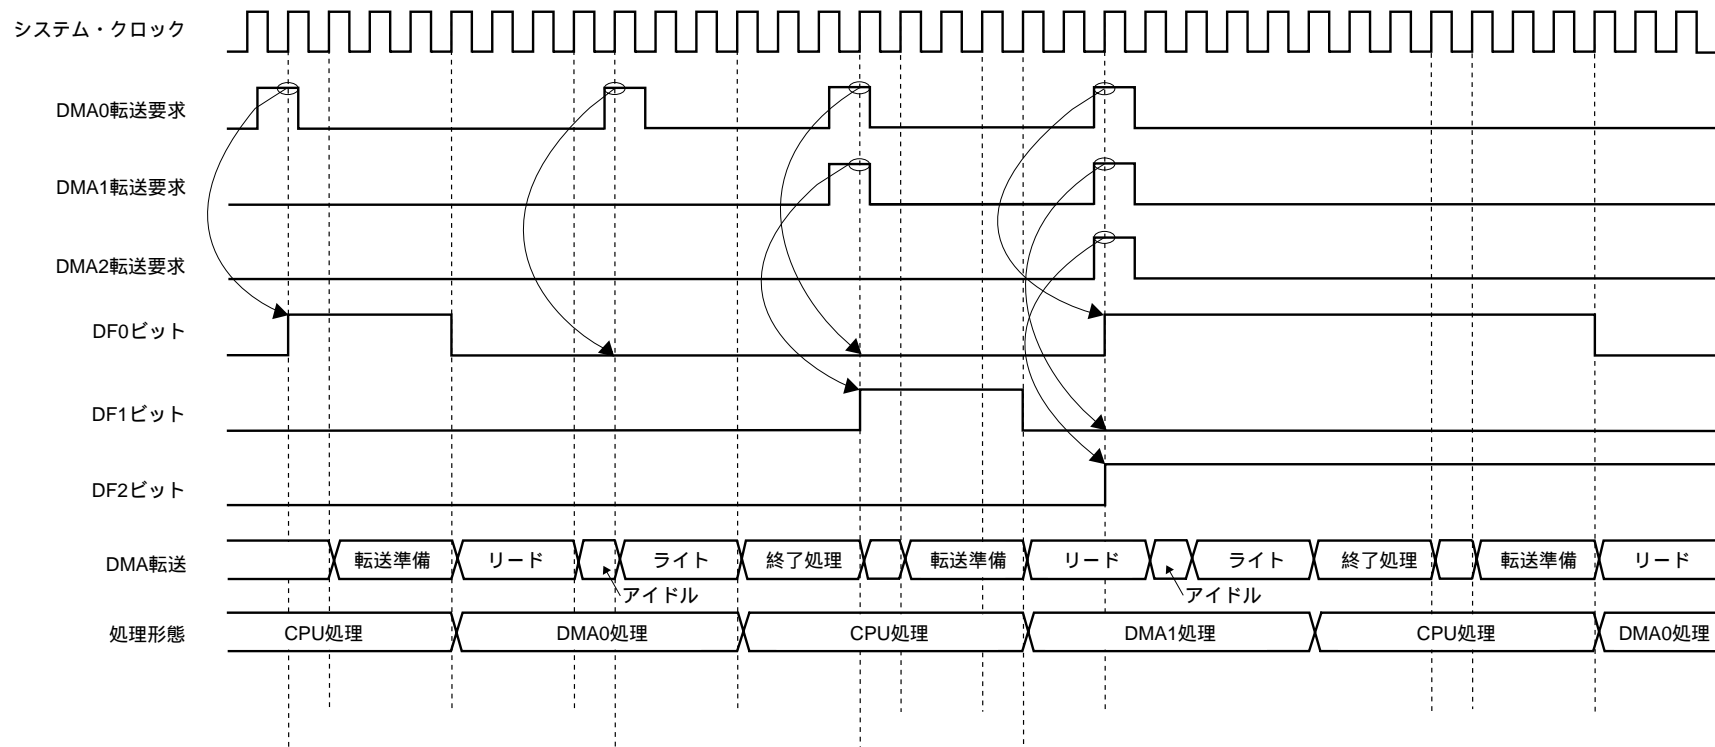 システム・クロック
DMA0転送要求
DMA1転送要求
DMA2転送要求
DF0ビット
DF1ビット
DF2ビット
DMA転送 転送準備 リード ライト 終了処理 転送準備 リード ライト 終了処理 転送準備 リード
アイドル アイドル
処理形態 CPU処理 DMA0処理 CPU処理 DMA1処理 CPU処理 DMA0処理